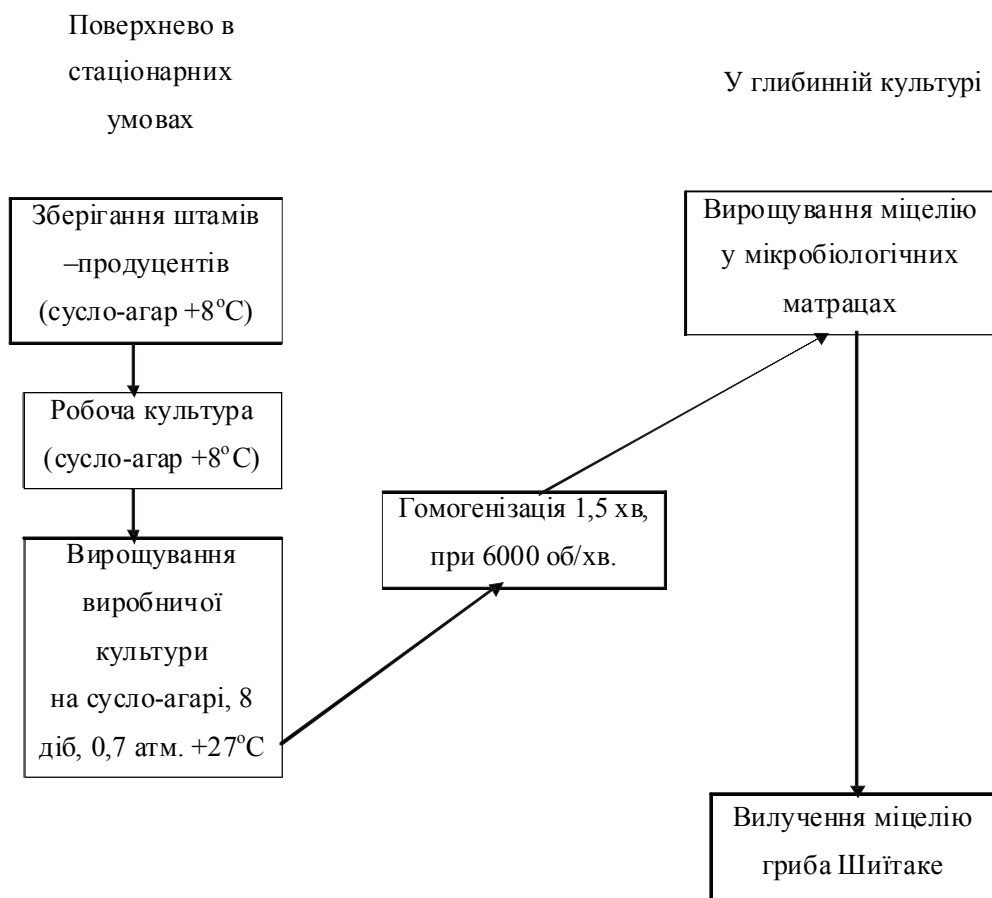 Поверхнево в
стаціонарних
умовах
У глибинній культурі
Зберігання штамів
–продуцентів
(сусло-агар +8°С)
Робоча культура
(сусло-агар +8°С)
Вирощування
виробничої
культури
на сусло-агарі, 8
діб, 0,7 атм. +27°С
Гомогенізація 1,5 хв,
при 6000 об/хв.
Вирощування міцелію
у мікробіологічних
матрацах
Вилучення міцелію
гриба Шиїтаке